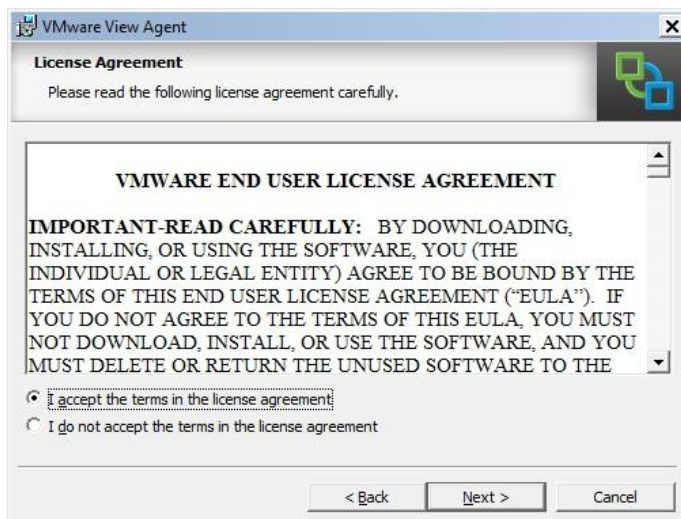 VMware View Agent
License Agreement
Please read the following license agreement carefully.
VMWARE END USER LICENSE AGREEMENT
IMPORTANT-READ CAREFULLY: BY DOWNLOADING,
INSTALLING, OR USING THE SOFTWARE, YOU (THE
INDIVIDUAL OR LEGAL ENTITY) AGREE TO BE BOUND BY THE
TERMS OF THIS END USER LICENSE AGREEMENT (“EULA”). IF
YOU DO NOT AGREE TO THE TERMS OF THIS EULA, YOU MUST
NOT DOWNLOAD, INSTALL, OR USE THE SOFTWARE, AND YOU
MUST DELETE OR RETURN THE UNUSED SOFTWARE TO THE
I accept the terms in the license agreement
I do not accept the terms in the license agreement
< Back Next > Cancel